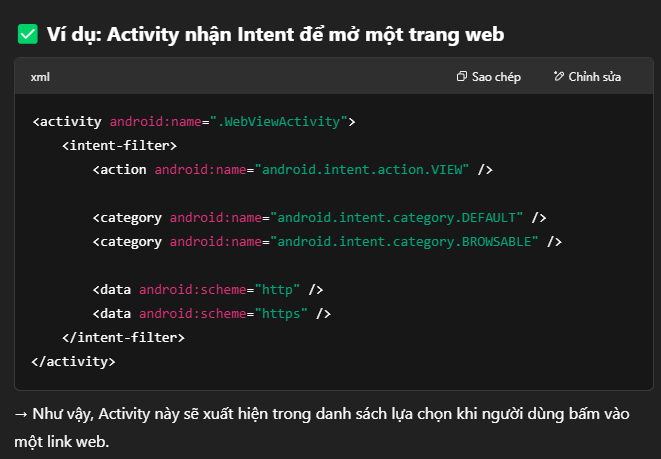 ✅ Ví dụ: Activity nhận Intent để mở một trang web
xml Sao chép Chỉnh sửa
<activity android:name=".WebViewActivity">
    <intent-filter>
        <action android:name="android.intent.action.VIEW" />

        <category android:name="android.intent.category.DEFAULT" />
        <category android:name="android.intent.category.BROWSABLE" />

        <data android:scheme="http" />
        <data android:scheme="https" />
    </intent-filter>
</activity>
→ Như vậy, Activity này sẽ xuất hiện trong danh sách lựa chọn khi người dùng bấm vào
một link web.